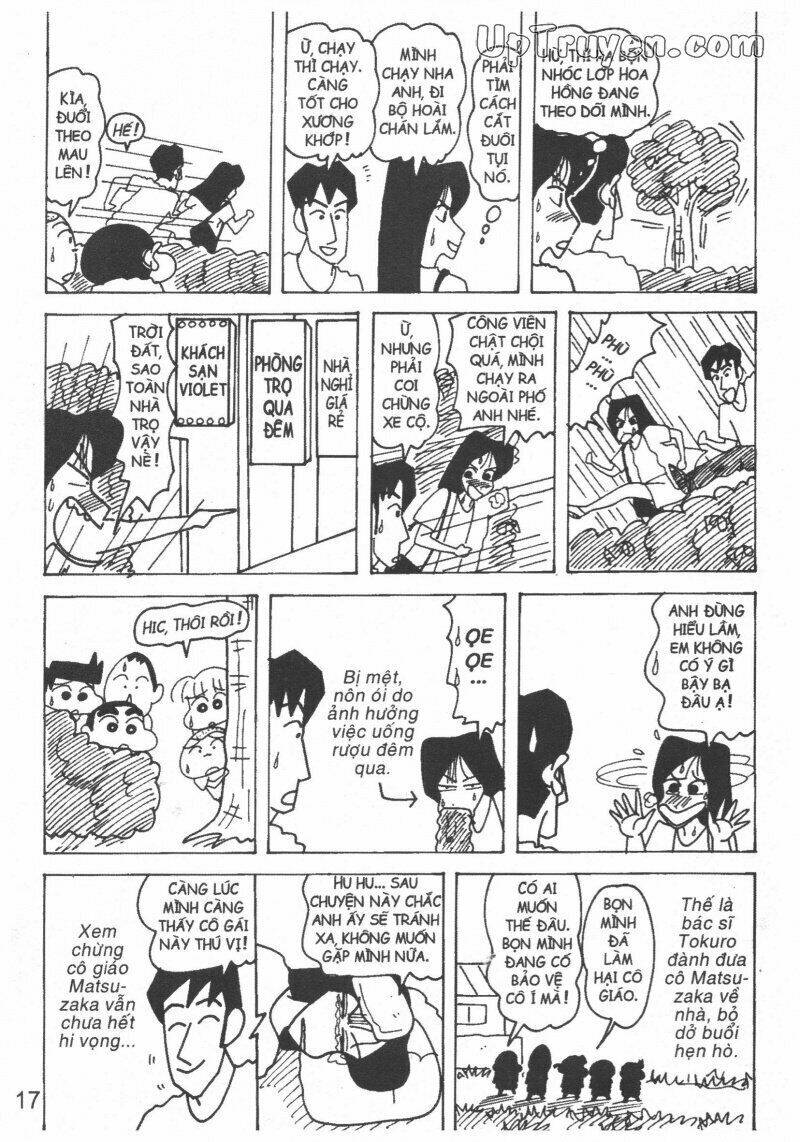 UpTruyen.com
HỪ, THÌ RA BỌN
NHÓC LỚP HOA
HỒNG ĐANG
THEO DÕI MÌNH.
PHẢI
TÌM
CÁCH
CẮT
ĐUÔI
TỤI
NÓ.
MÌNH
CHẠY NHA
ANH, ĐI
BỘ HOÀI
CHÁN LẮM.
Ừ, CHẠY
THÌ CHẠY.
CÀNG
TỐT CHO
XƯƠNG
KHỚP!
HẾ!
KÌA,
ĐUỔI
THEO
MAU
LÊN!
PHÙ
...
PHÙ
...
CÔNG VIÊN
CHẬT CHỘI
QUÁ, MÌNH
CHẠY RA
NGOÀI PHỐ
ANH NHÉ.
Ừ,
NHƯNG
PHẢI
COI
CHỪNG
XE CỘ.
NHÀ
NGHỈ
GIÁ
RẺ
PHÒNG
TRỌ
QUA
ĐÊM
KHÁCH
SẠN
VIOLET
TRỜI
ĐẤT,
SAO
TOÀN
NHÀ
TRỌ
VẬY
NÈ!
ANH ĐỪNG
HIỂU LẦM,
EM KHÔNG
CÓ Ý GÌ
BẬY BẠ
ĐÂU Ạ!
ỌE
ỌE
...
Bị mệt,
nôn ói do
ảnh hưởng
việc uống
rượu đêm
qua.
HIC, THÔI RỒI!
Thế là
bác sĩ
Tokuro
đành đưa
cô Matsu-
zaka về
nhà, bỏ
dở buổi
hẹn hò.
BỌN
MÌNH
ĐÃ
LÀM
HẠI CÔ
GIÁO.
CÓ AI
MUỐN
THẾ ĐÂU.
BỌN MÌNH
ĐANG CỐ
BẢO VỆ
CÔ Í MÀ!
HU HU... SAU
CHUYỆN NÀY CHẮC
ANH ẤY SẼ TRÁNH
XA, KHÔNG MUỐN
GẶP MÌNH NỮA.
CÀNG LÚC
MÌNH CÀNG
THẤY CÔ GÁI
NÀY THÚ VỊ!
Xem
chừng
cô giáo
Matsu-
zaka vẫn
chưa hết
hi vọng...
17